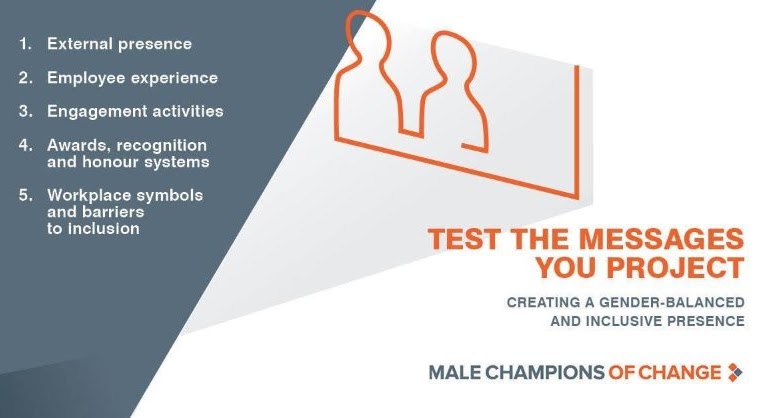 1. External presence
2. Employee experience
3. Engagement activities
4. Awards, recognition
and honour systems
5. Workplace symbols
and barriers
to inclusion
TEST THE MESSAGES
YOU PROJECT
CREATING A GENDER-BALANCED
AND INCLUSIVE PRESENCE
MALE CHAMPIONS OF CHANGE